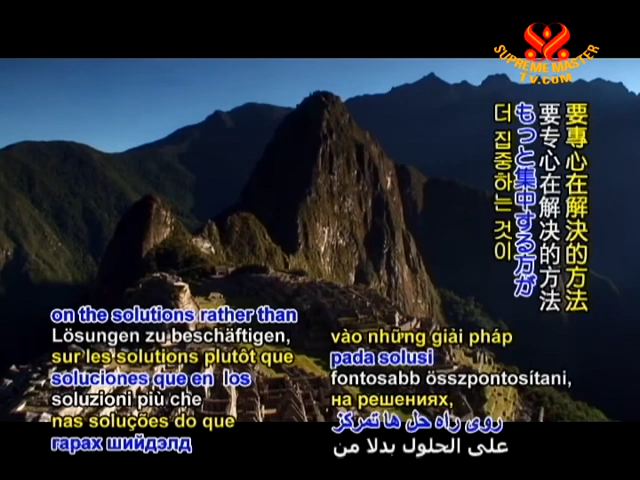 SUPREME MASTER
TV.COM
要專心在解決的方法
要专心在解决的方法
もっと集中する方が
더 집중하는 것이
on the solutions rather than
Lösungen zu beschäftigen,
sur les solutions plutôt que
soluciones que en los
soluzioni più che
nas soluções do que
гарах шийдэлд
vào những giải pháp
pada solusi
fontosabb összpontosítani,
на решениях,
روی راه حل ها تمرکز
على الحلول بدلا من